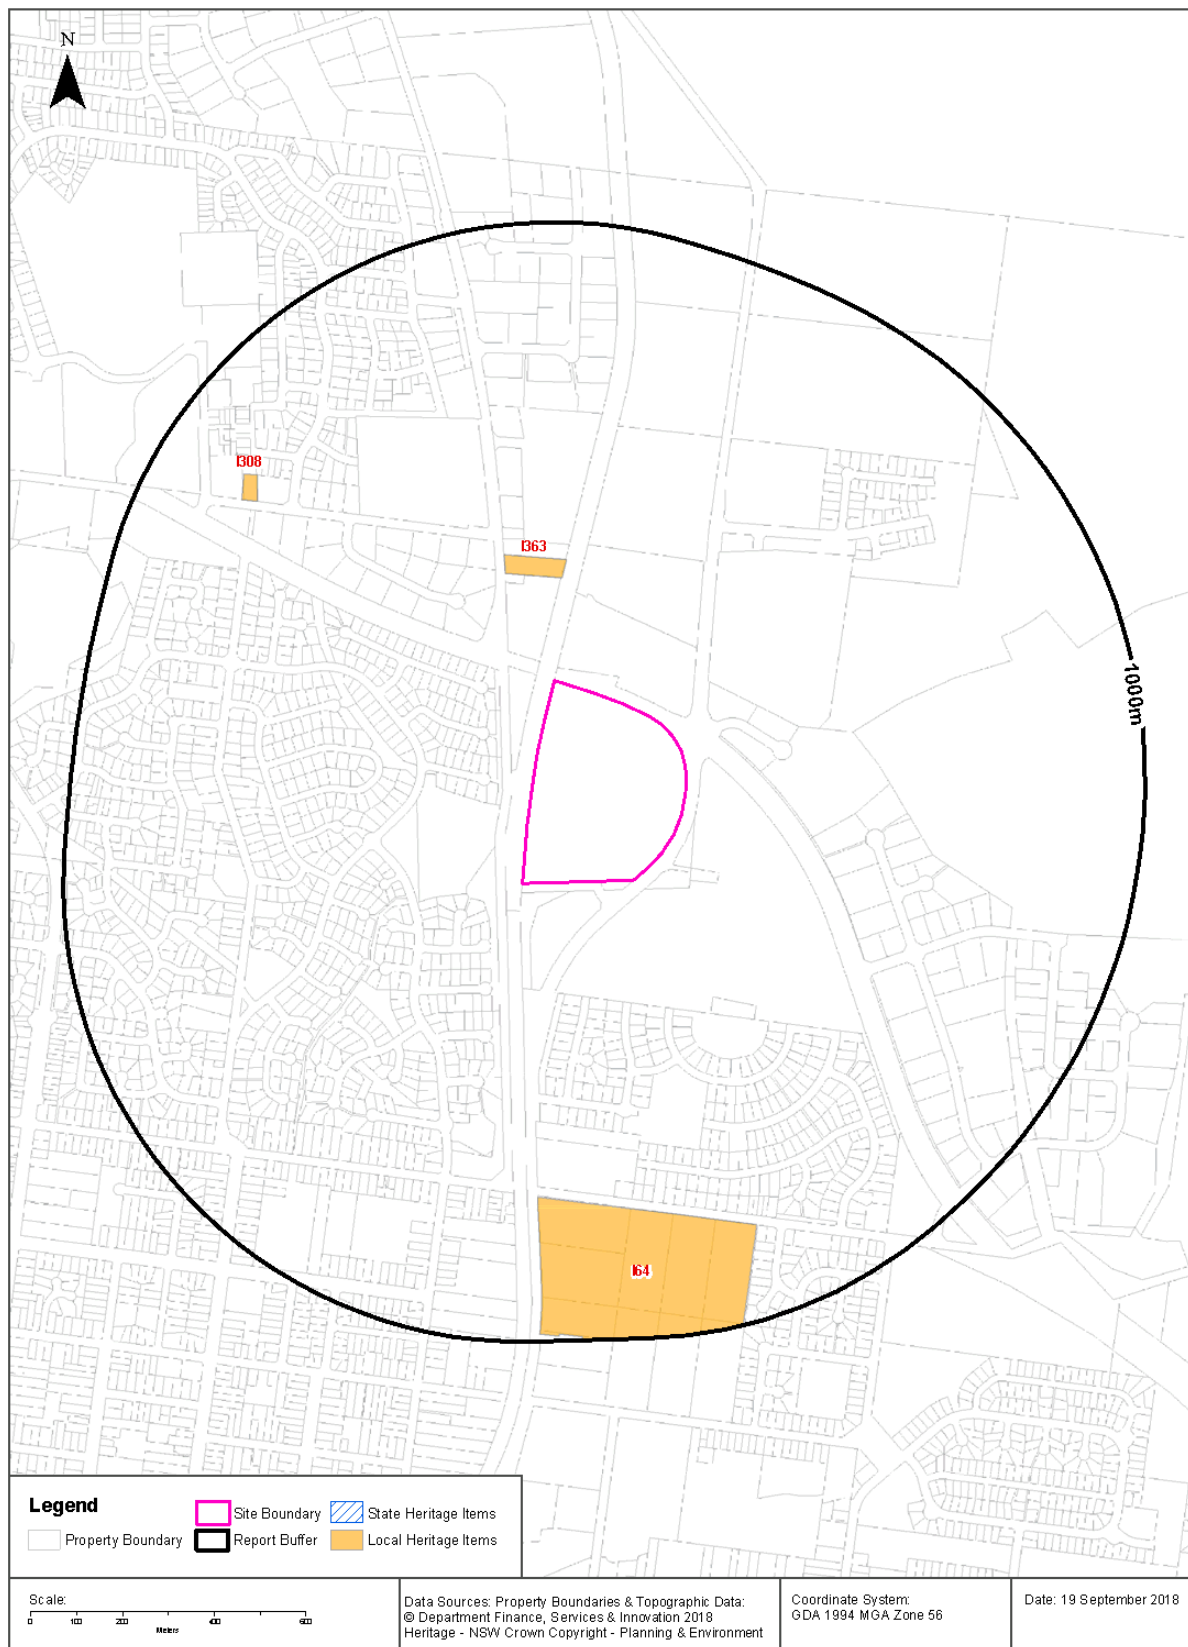 N
I308
I363
1000m
I64
Legend
Site Boundary
State Heritage Items
Property Boundary
Report Buffer
Local Heritage Items
Scale:
0 100 200 400 600
Meters
Data Sources: Property Boundaries & Topographic Data:
© Department Finance, Services & Innovation 2018
Heritage - NSW Crown Copyright - Planning & Environment
Coordinate System:
GDA 1994 MGA Zone 56
Date: 19 September 2018